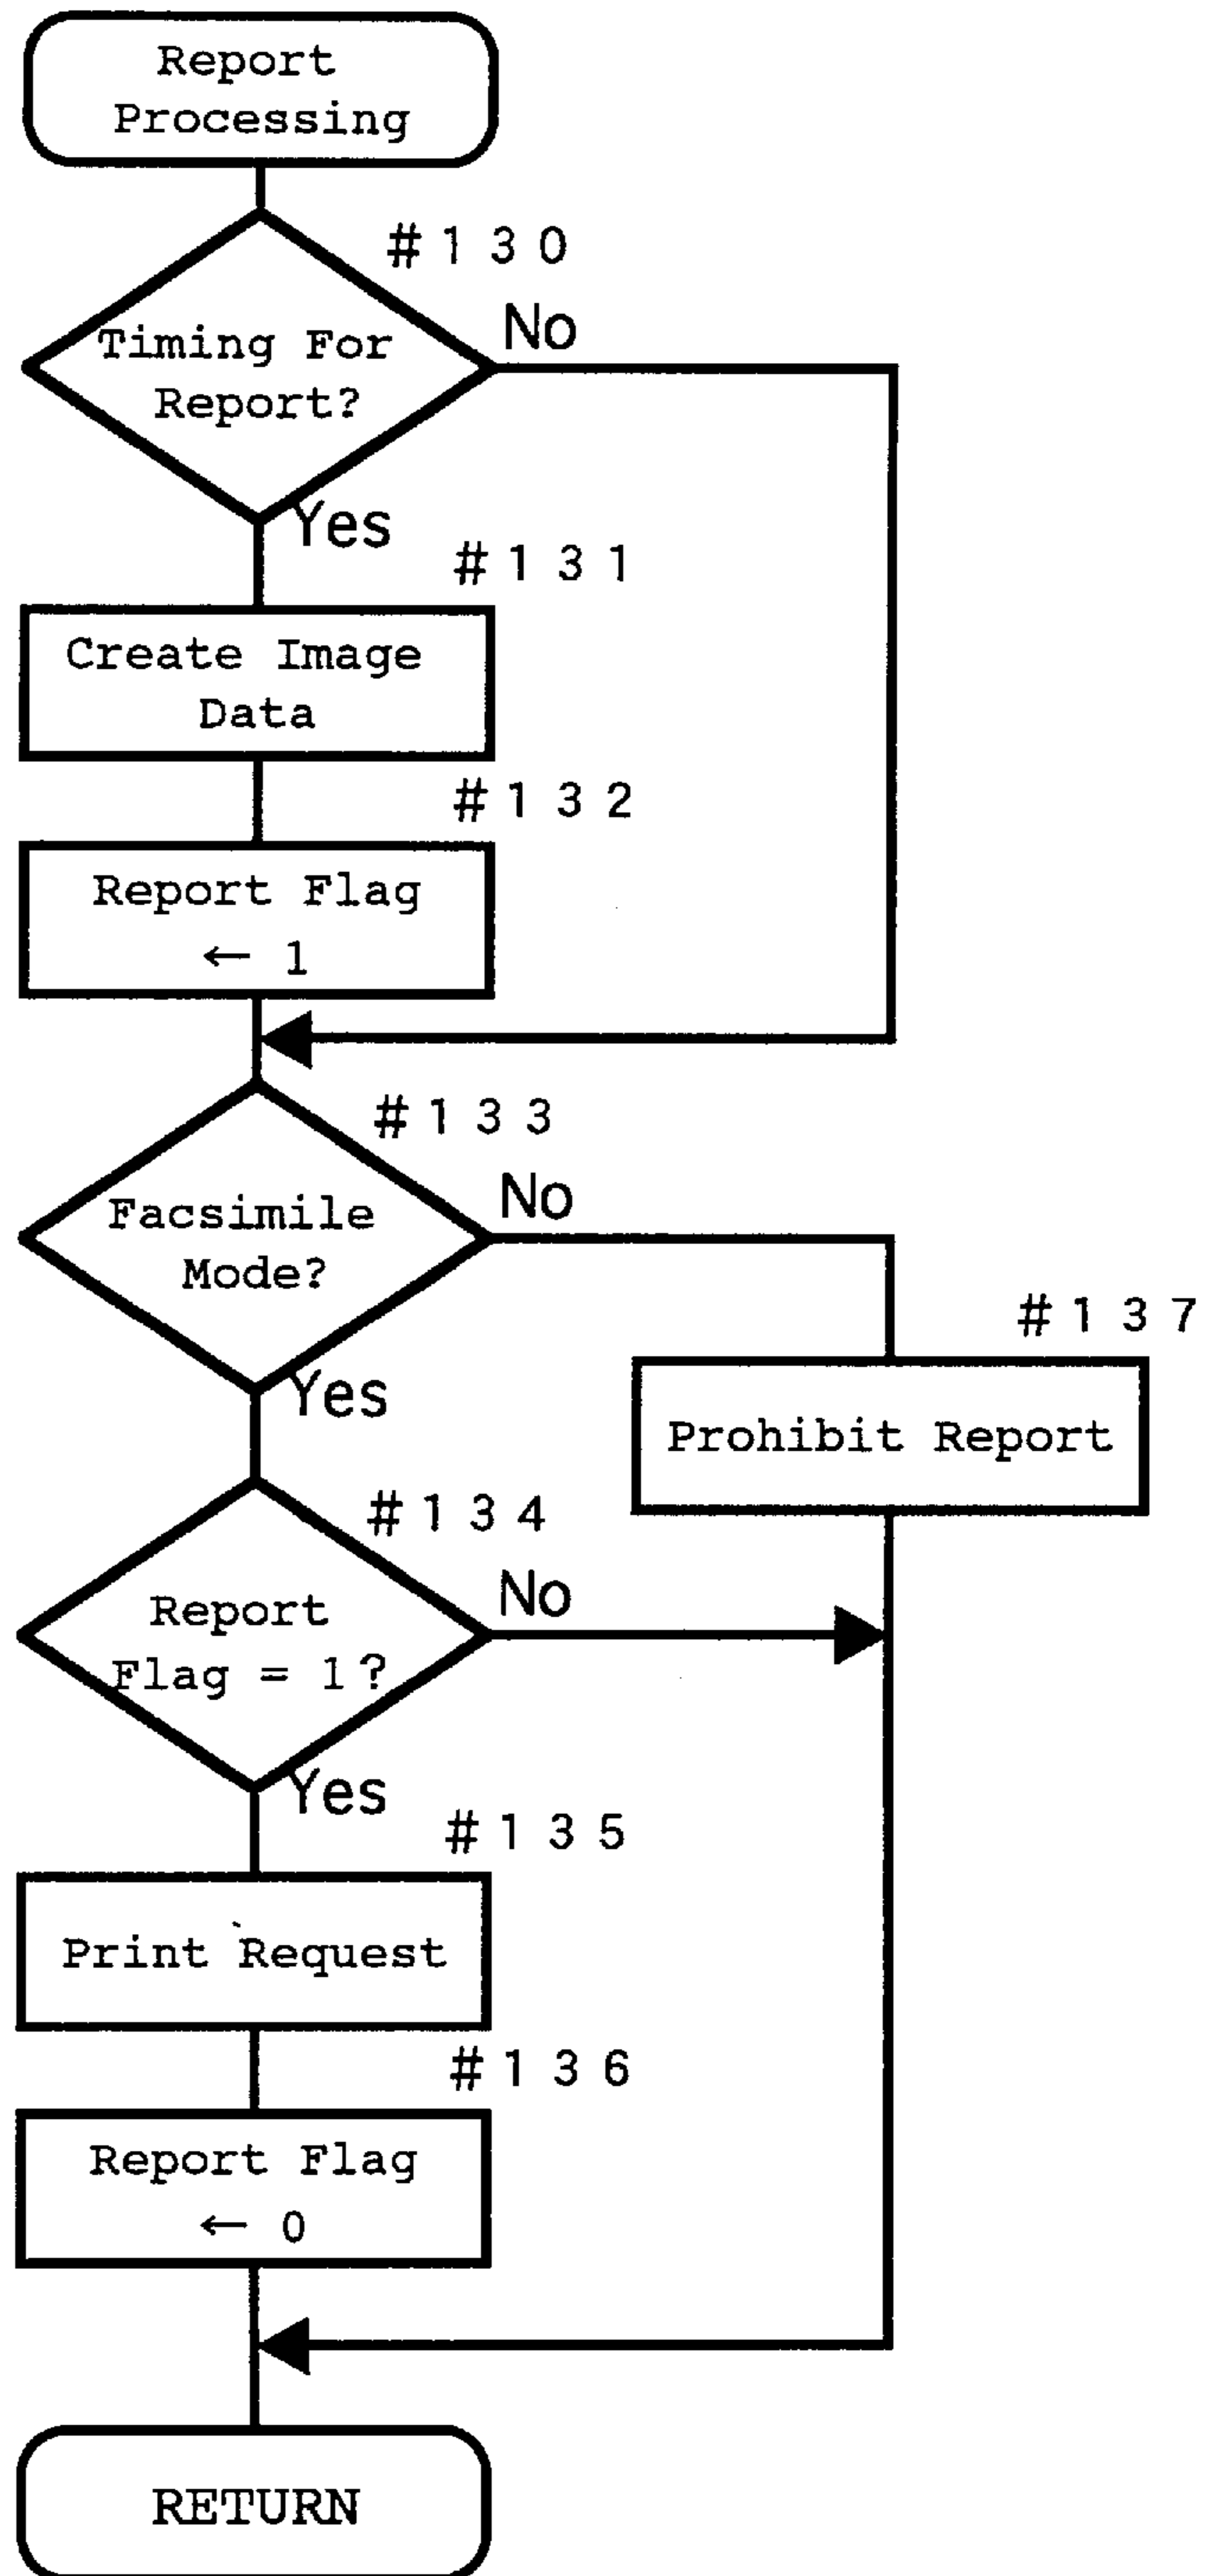 Report
Processing
#130
Timing For
Report?
No
Yes
#131
Create Image
Data
#132
Report Flag
← 1
#133
Facsimile
Mode?
No
Yes
#137
Prohibit Report
#134
Report
Flag = 1?
No
Yes
#135
Print Request
#136
Report Flag
← 0
RETURN